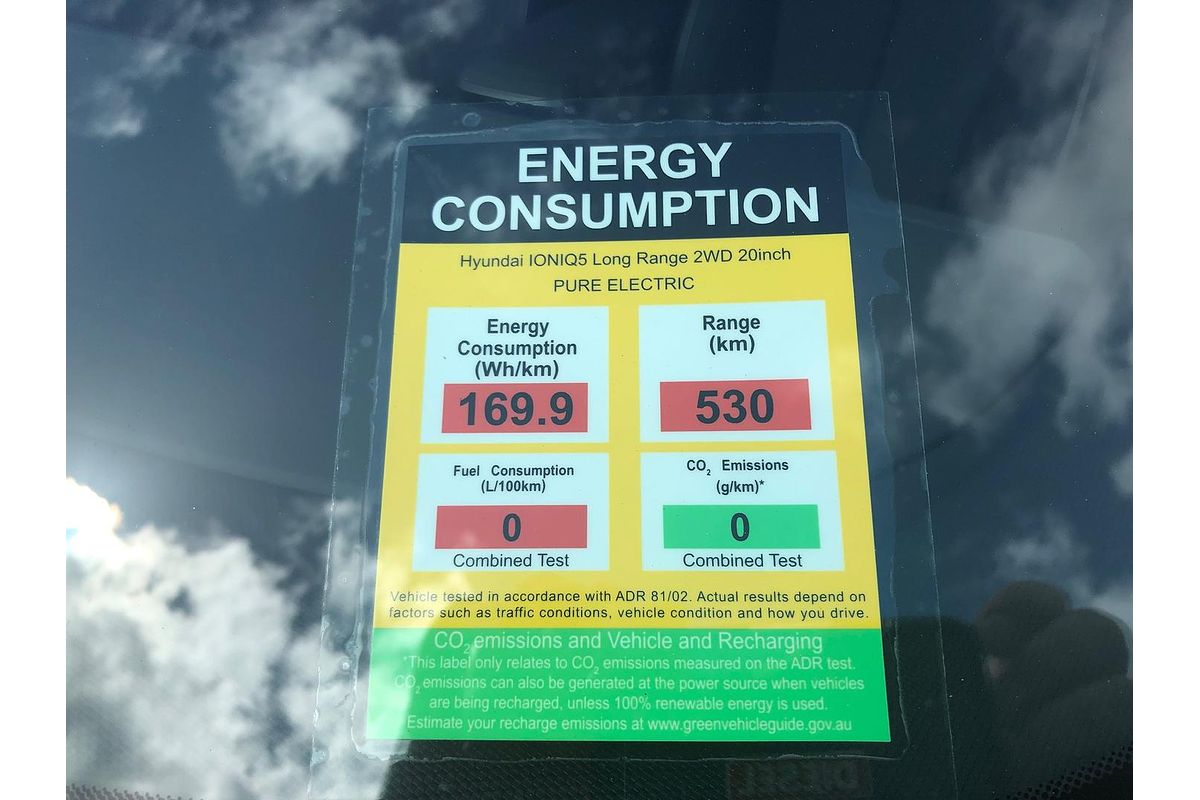 ENERGY
CONSUMPTION
Hyundai IONIQ5 Long Range 2WD 20inch
PURE ELECTRIC
Energy
Consumption
(Wh/km)
169.9
Range
(km)
530
Fuel Consumption
(L/100km)
0
Combined Test
CO₂ Emissions
(g/km)*
0
Combined Test
Vehicle tested in accordance with ADR 81/02. Actual results depend on
factors such as traffic conditions, vehicle condition and how you drive.
CO₂ emissions and Vehicle and Recharging
*This label only relates to CO₂ emissions measured on the ADR test.
CO₂ emissions can also be generated at the power source when vehicles
are being recharged, unless 100% renewable energy is used.
Estimate your recharge emissions at www.greenvehicleguide.gov.au
DIESEL